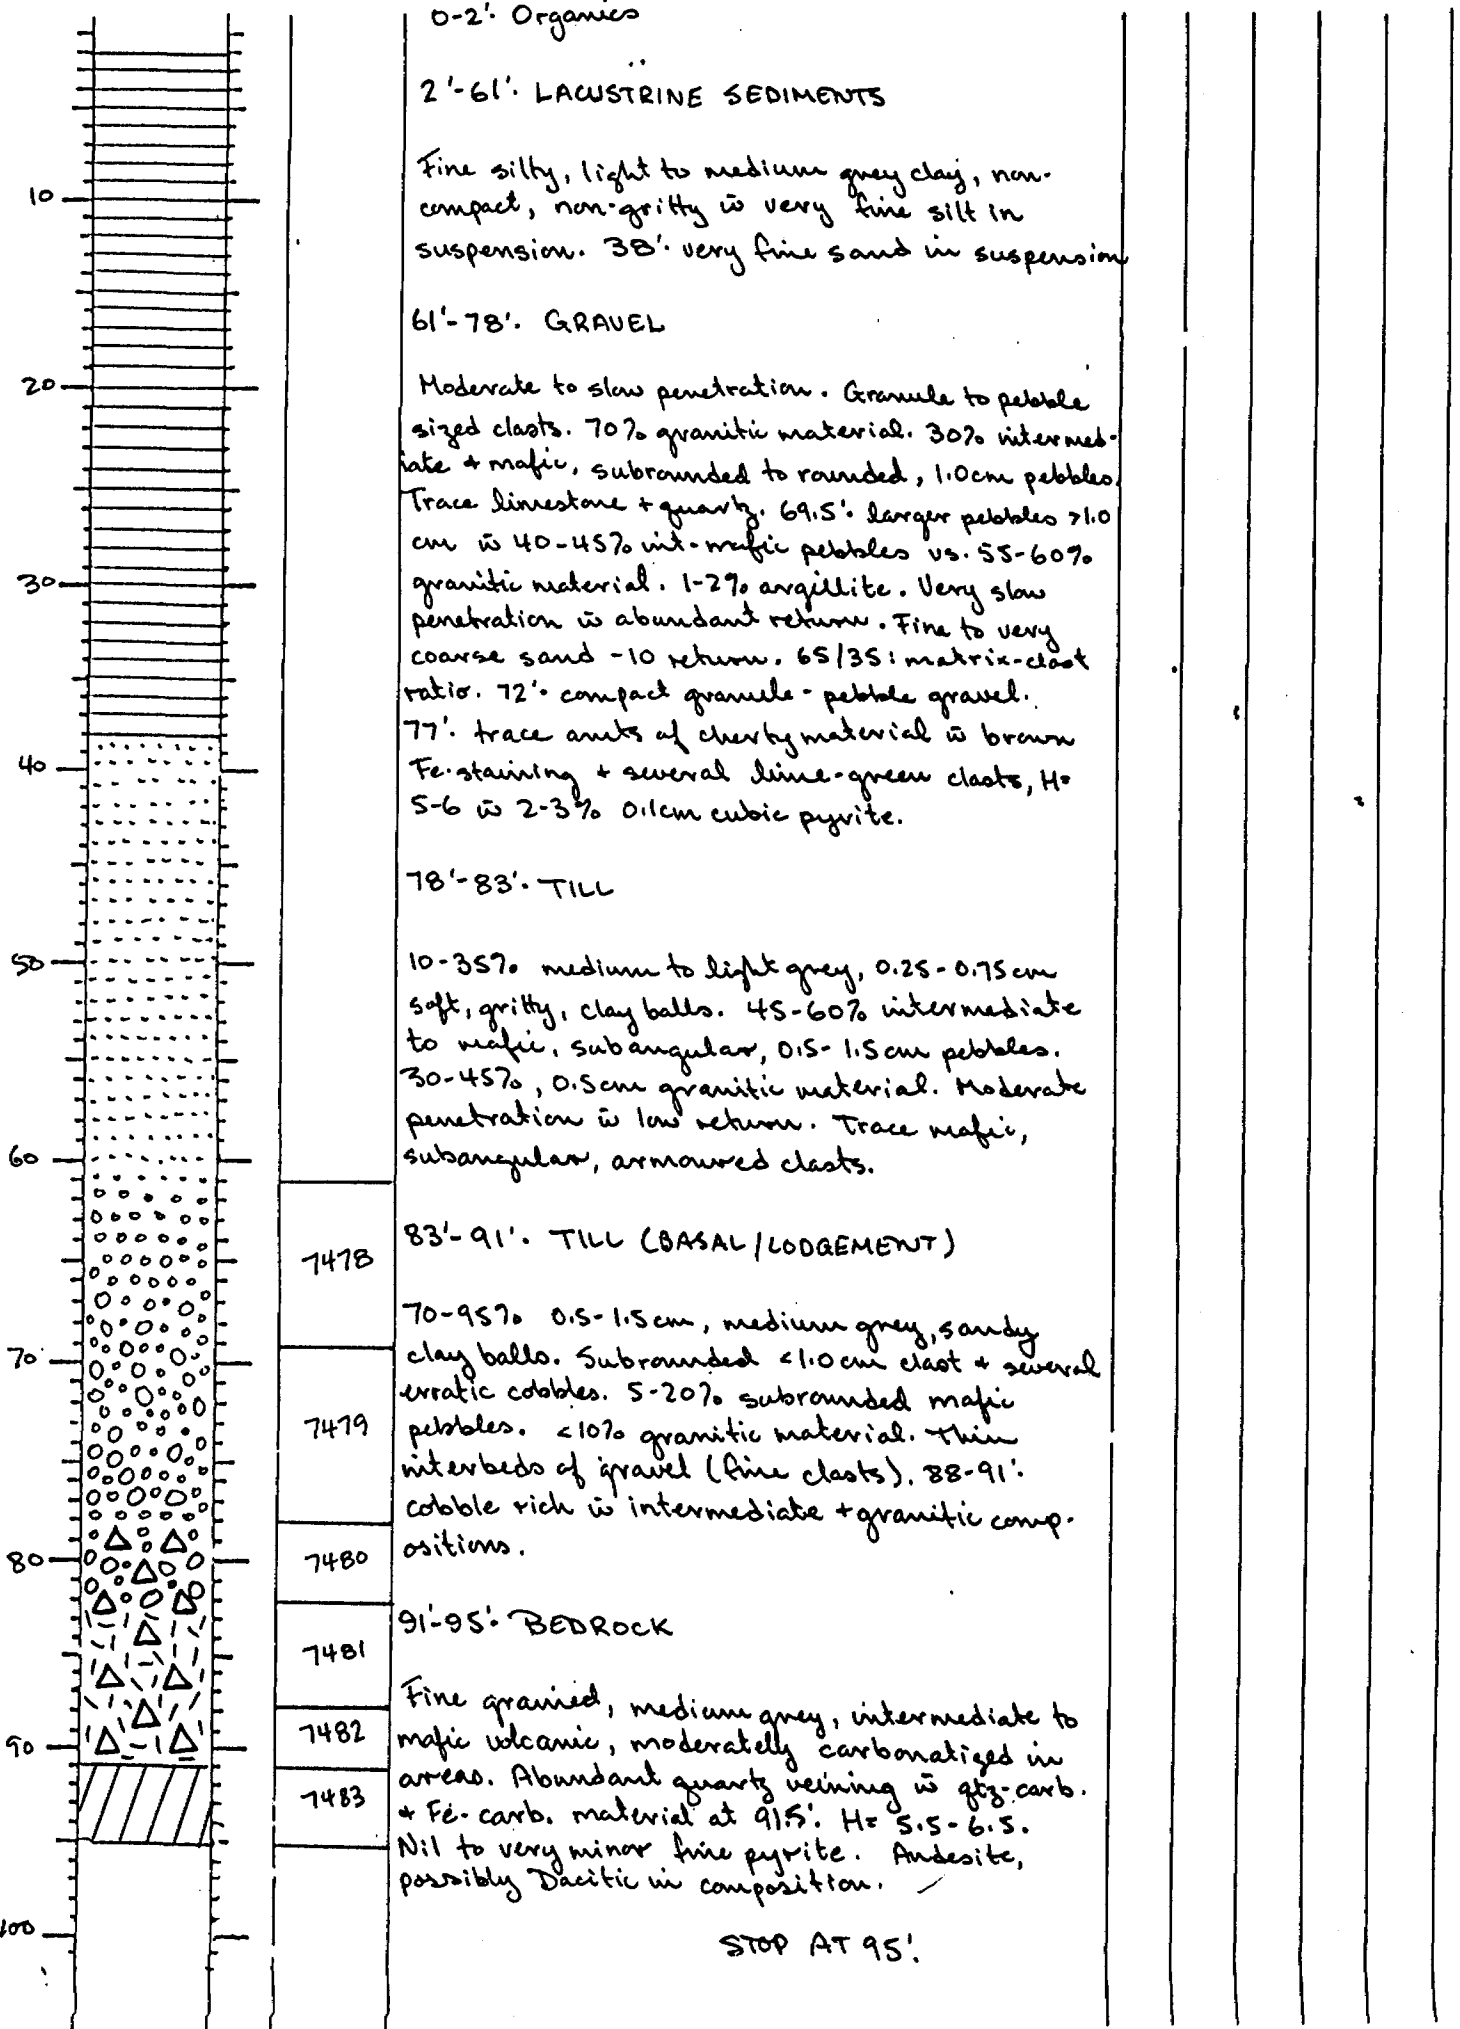 0-2'. Organics
2'-61'. LACUSTRINE SEDIMENTS
Fine silty, light to medium grey clay, non-
compact, non-gritty w̄ very fine silt in
suspension. 38'. very fine sand in suspension
61'-78'. GRAVEL
Moderate to slow penetration. Granule to pebble
sized clasts. 70% granitic material. 30% intermed-
iate + mafic, subrounded to rounded, 1.0cm pebbles.
Trace limestone + quartz. 69.5'. larger pebbles >1.0
cm w̄ 40-45% int-mafic pebbles vs. 55-60%
granitic material. 1-2% argillite. Very slow
penetration w̄ abundant return. Fine to very
coarse sand -10 return. 65/35: matrix-clast
ratio. 72'. compact granule-pebble gravel.
77'. trace amts of cherty material w̄ brown
Fe-staining + several lime-green clasts, H=
5-6 w̄ 2-3% 0.1cm cubic pyrite.
78'-83'. TILL
10-35% medium to light grey, 0.25-0.75cm
soft, gritty, clay balls. 45-60% intermediate
to mafic, subangular, 0.5-1.5cm pebbles.
30-45%, 0.5cm granitic material. Moderate
penetration w̄ low return. Trace mafic,
subangular, armoured clasts.
83'-91'. TILL (BASAL/LODGEMENT)
70-95% 0.5-1.5cm, medium grey, sandy
clay balls. Subrounded <1.0cm clast + several
erratic cobbles. 5-20% subrounded mafic
pebbles. <10% granitic material. Thin
interbeds of gravel (fine clasts). 88-91'.
cobble rich w̄ intermediate + granitic comp-
ositions.
91'-95'. BEDROCK
Fine grained, medium grey, intermediate to
mafic volcanic, moderately carbonatized in
areas. Abundant quartz veining w̄ qtz-carb.
+ Fe-carb. material at 91.5'. H= 5.5-6.5.
Nil to very minor fine pyrite. Andesite,
possibly Dacitic in composition.
STOP AT 95'.
10
20
30
40
50
60
70
80
90
100
7478
7479
7480
7481
7482
7483